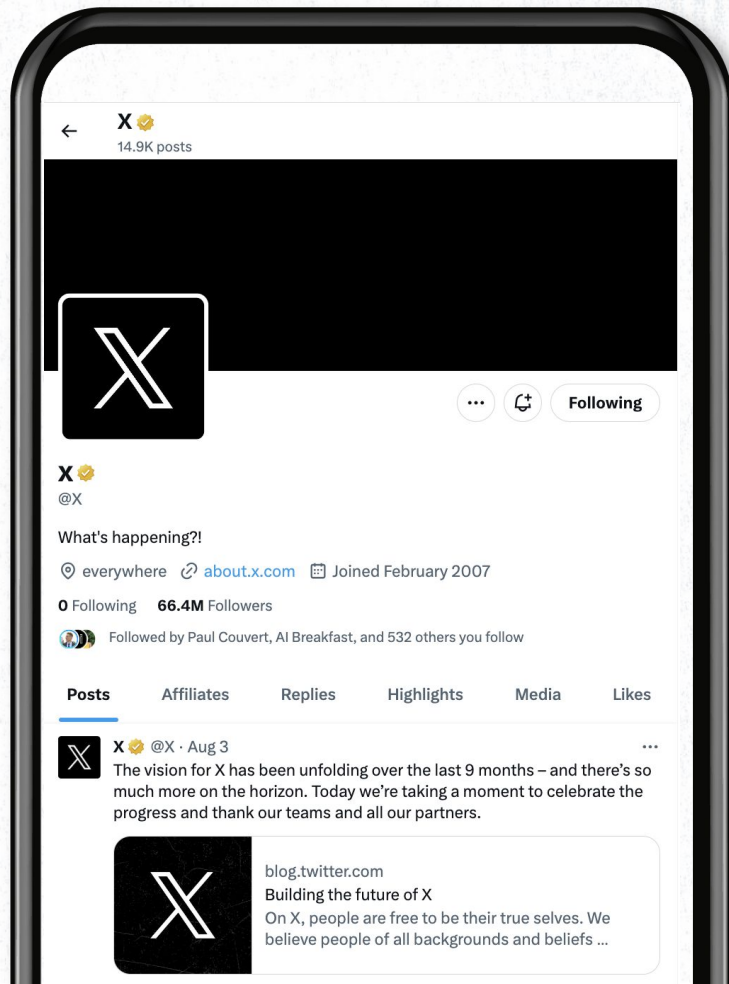 X
14.9K posts
X
Following
X
@X
What's happening?!
everywhere about.x.com Joined February 2007
0 Following 66.4M Followers
Followed by Paul Couvert, AI Breakfast, and 532 others you follow
Posts Affiliates Replies Highlights Media Likes
X X @X · Aug 3
The vision for X has been unfolding over the last 9 months – and there's so
much more on the horizon. Today we're taking a moment to celebrate the
progress and thank our teams and all our partners.
blog.twitter.com
X Building the future of X
On X, people are free to be their true selves. We
believe people of all backgrounds and beliefs ...